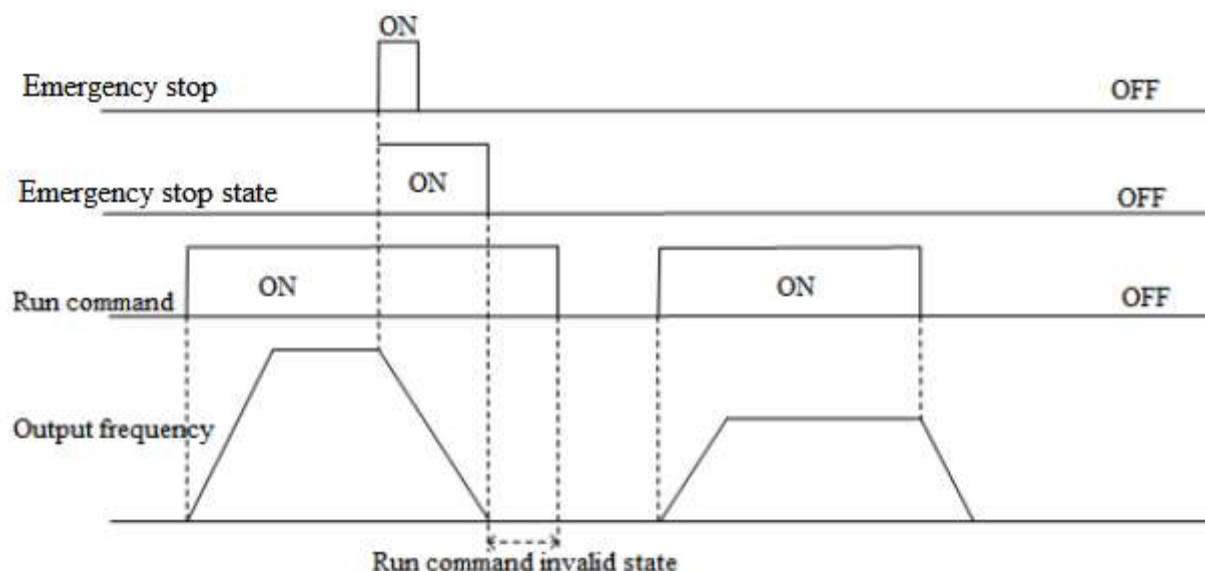 ON
Emergency stop OFF
ON
Emergency stop state OFF
ON ON
Run command OFF
Output frequency
Run command invalid state